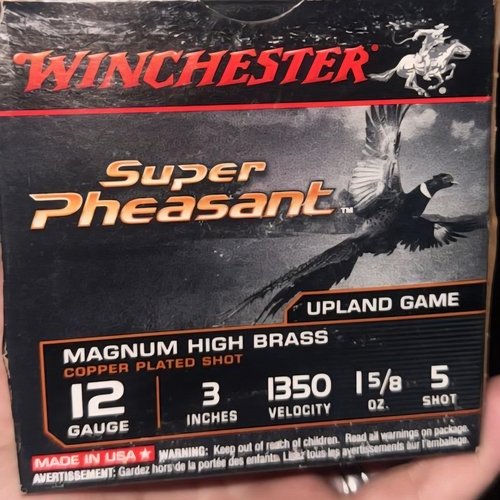 WINCHESTER
Super
Pheasant™
UPLAND GAME
MAGNUM HIGH BRASS
COPPER PLATED SHOT
12 3 1350 1 5/8 5
GAUGE INCHES VELOCITY OZ. SHOT
MADE IN USA ★ WARNING: Keep out of reach of children. Read all warnings on package.
AVERTISSEMENT: Gardez hors de la portée des enfants. Lisez tous les avertissements sur l'emballage.